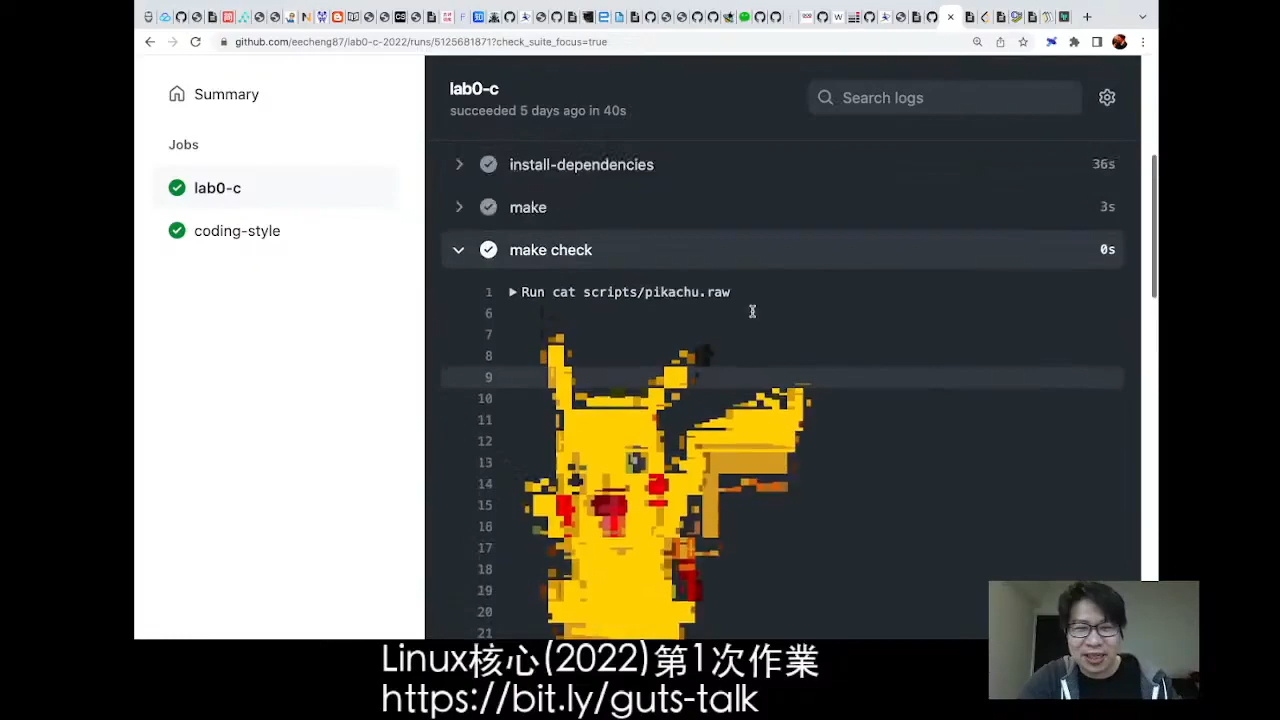 github.com/eecheng87/lab0-c-2022/runs/5125681871?check_suite_focus=true
Summary
Jobs
lab0-c
coding-style
lab0-c
succeeded 5 days ago in 40s
Search logs
install-dependencies 36s
make 3s
make check 0s
1 Run cat scripts/pikachu.raw
6
7
8
9
10
11
12
13
14
15
16
17
18
19
20
21
Linux核心(2022)第1次作業
https://bit.ly/guts-talk